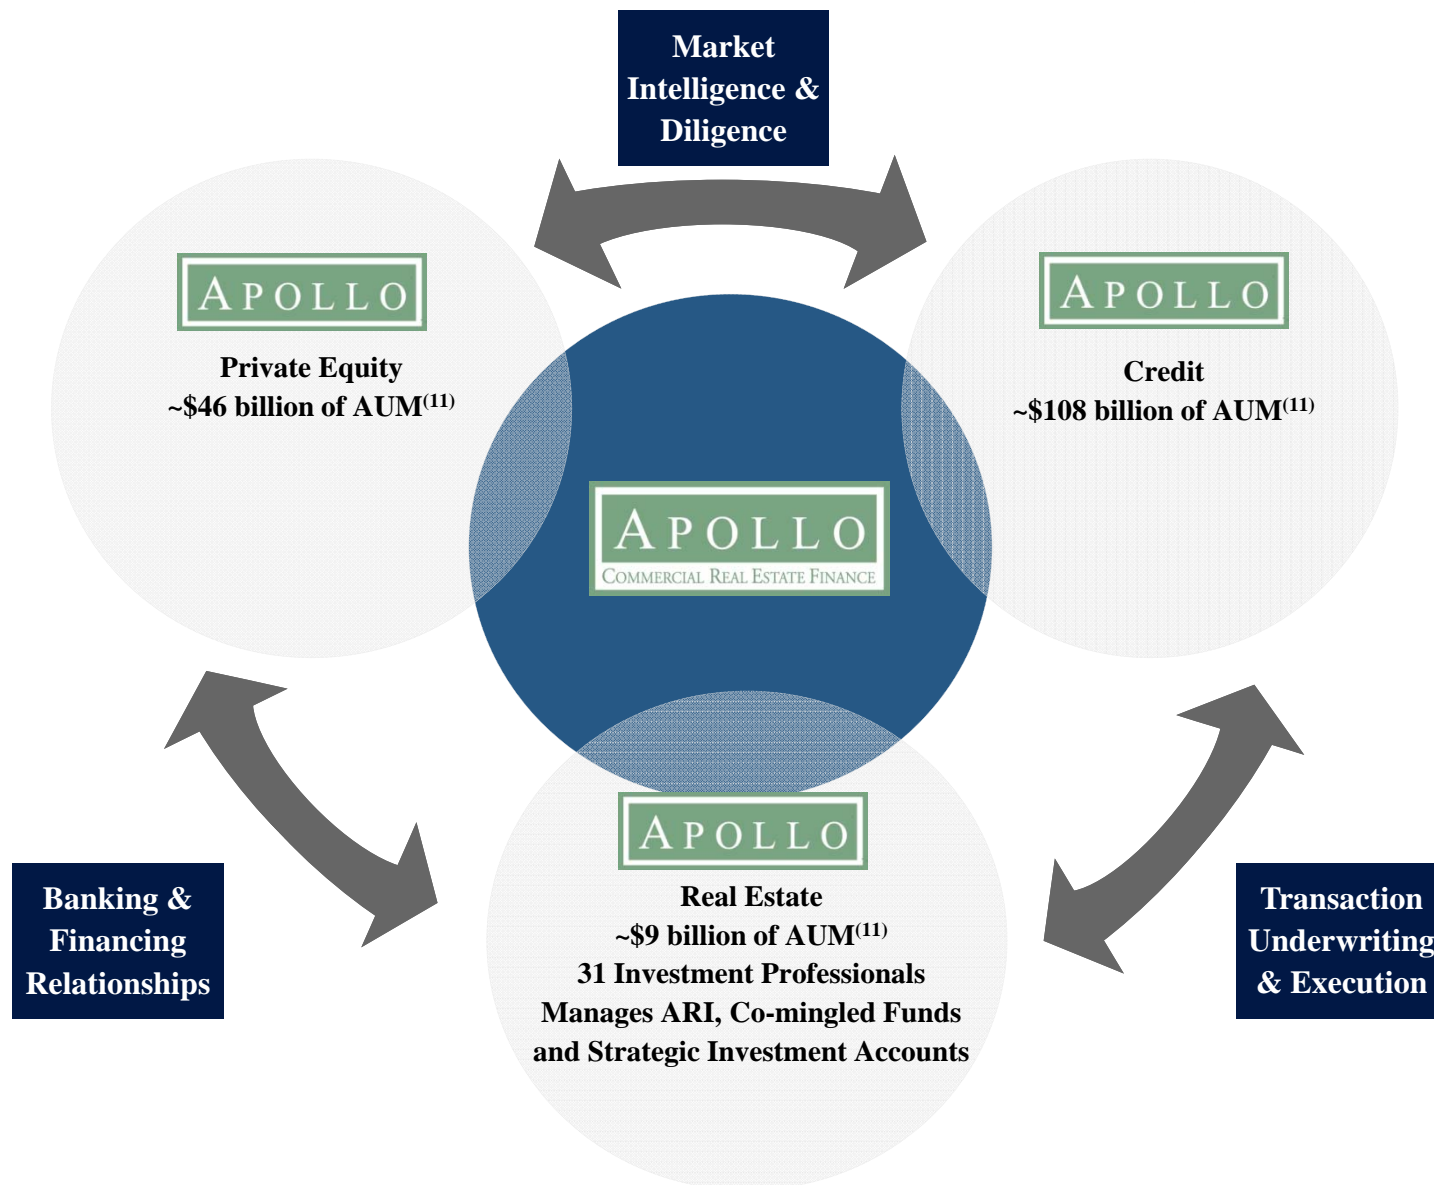 Market
Intelligence &
Diligence
APOLLO
Private Equity
~$46 billion of AUM(11)
APOLLO
Credit
~$108 billion of AUM(11)
APOLLO
COMMERCIAL REAL ESTATE FINANCE
APOLLO
Real Estate
~$9 billion of AUM(11)
31 Investment Professionals
Manages ARI, Co-mingled Funds
and Strategic Investment Accounts
Banking &
Financing
Relationships
Transaction
Underwriting
& Execution